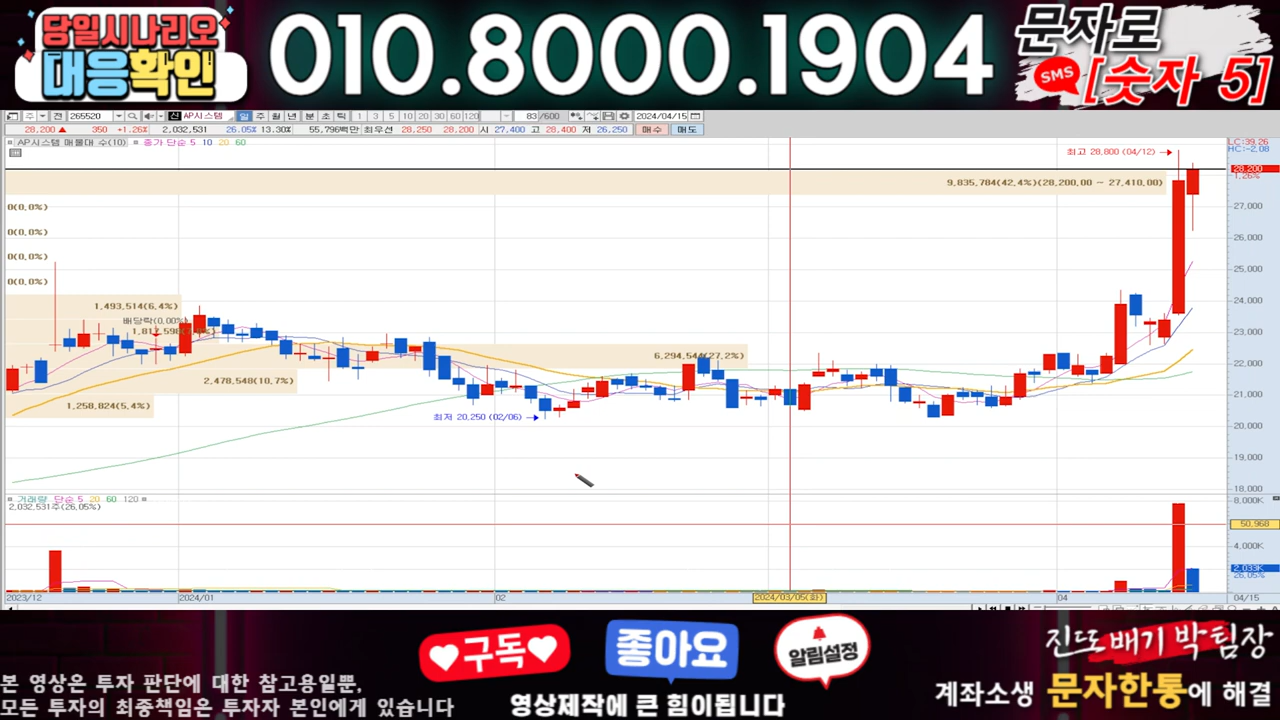 당일시나리오
대응확인
010.8000.1904
문자로
SMS
[숫자 5]
265520 신 AP시스템 일 주 월 년 분 초 틱 1 3 5 10 20 30 60 120 83 /600 2024/04/15
28,200 ▲ 350 +1.26% 2,032,531 26.05% 13.30% 55,796백만 최우선 28,250 28,200 시 27,400 고 28,400 저 26,250 매수 매도
AP시스템 매물대 수(10) 종가 단순 5 10 20 60
LC:39.26
HC:-2.08
최고 28,800 (04/12) →
28,200
1.26%
9,835,784(42.4%)(28,200.00 ~ 27,410.00)
0(0.0%)
27,000
0(0.0%)
26,000
0(0.0%)
25,000
0(0.0%)
24,000
1,493,514(6.4%)
배당락(0.00%)
23,000
6,294,544(27.2%)
22,000
2,478,548(10.7%)
21,000
1,258,824(5.4%)
최저 20,250 (02/06) →
20,000
19,000
18,000
거래량 단순 5 20 60 120
2,032,531주(26.05%)
8,000K
50,968
4,000K
2,033K
26.05%
2023/12 2024/01 02 2024/03/05(화) 04 04/15
구독
좋아요
알림설정
진또배기 박팀장
본 영상은 투자 판단에 대한 참고용일뿐,
모든 투자의 최종책임은 투자자 본인에게 있습니다
영상제작에 큰 힘이됩니다
계좌소생 문자한통에 해결